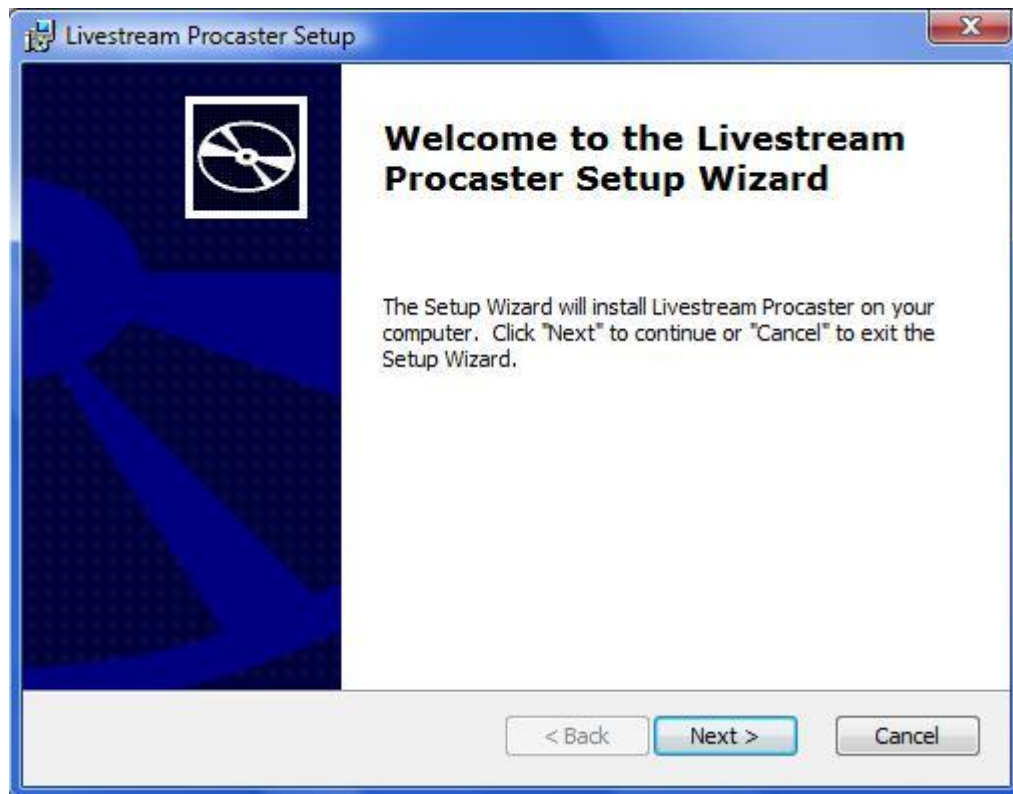 Livestream Procaster Setup
Welcome to the Livestream
Procaster Setup Wizard
The Setup Wizard will install Livestream Procaster on your
computer. Click "Next" to continue or "Cancel" to exit the
Setup Wizard.
< Back Next > Cancel